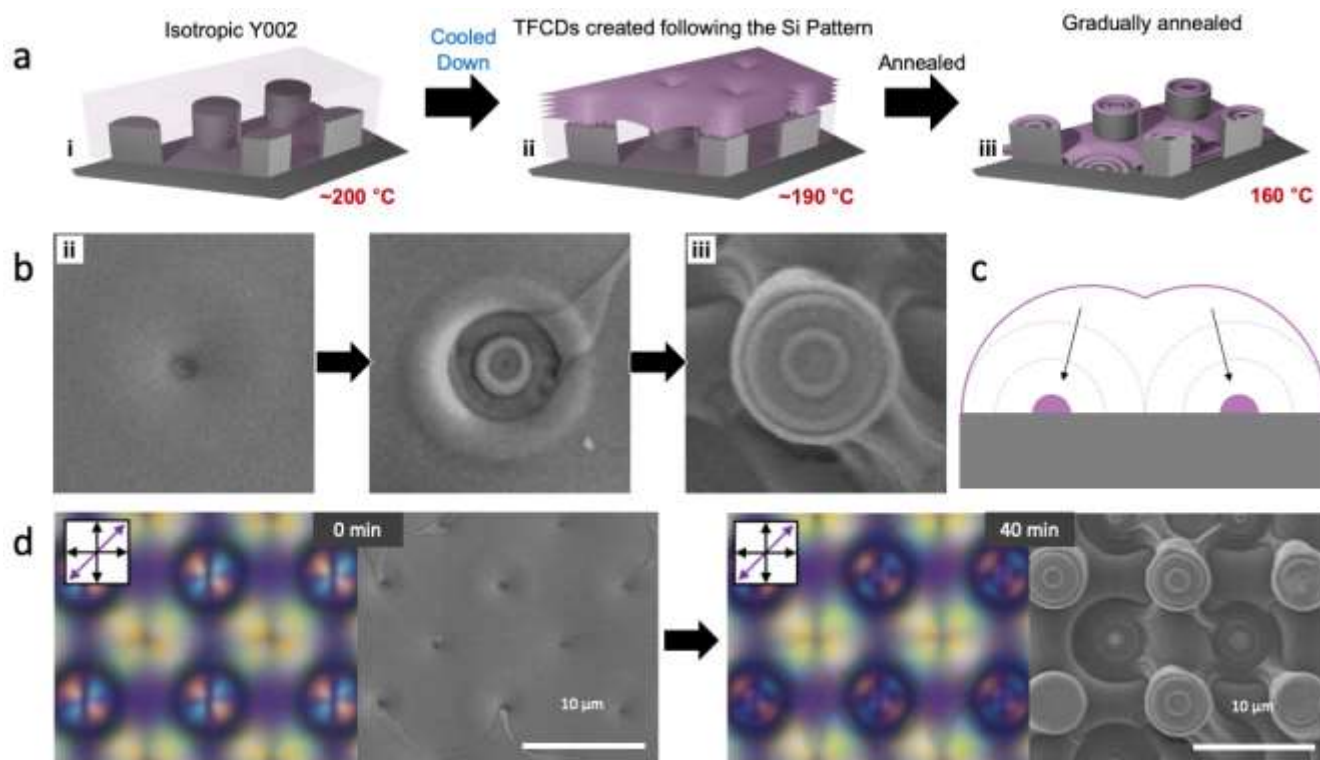 a
Isotropic Y002
Cooled
Down
TFCDs created following the Si Pattern
Annealed
Gradually annealed
i
~200 °C
ii
~190 °C
iii
160 °C
b
ii
iii
c
d
0 min
10 µm
40 min
10 µm